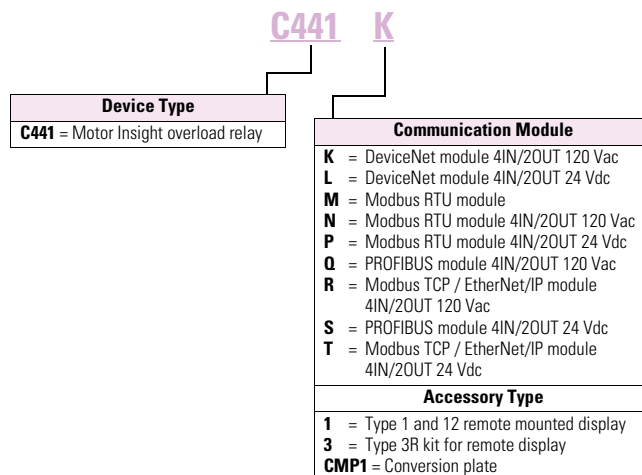 C441 K
Device Type
C441 = Motor Insight overload relay
Communication Module
K = DeviceNet module 4IN/2OUT 120 Vac
L = DeviceNet module 4IN/2OUT 24 Vdc
M = Modbus RTU module
N = Modbus RTU module 4IN/2OUT 120 Vac
P = Modbus RTU module 4IN/2OUT 24 Vdc
Q = PROFIBUS module 4IN/2OUT 120 Vac
R = Modbus TCP / EtherNet/IP module
4IN/2OUT 120 Vac
S = PROFIBUS module 4IN/2OUT 24 Vdc
T = Modbus TCP / EtherNet/IP module
4IN/2OUT 24 Vdc
Accessory Type
1 = Type 1 and 12 remote mounted display
3 = Type 3R kit for remote display
CMP1 = Conversion plate